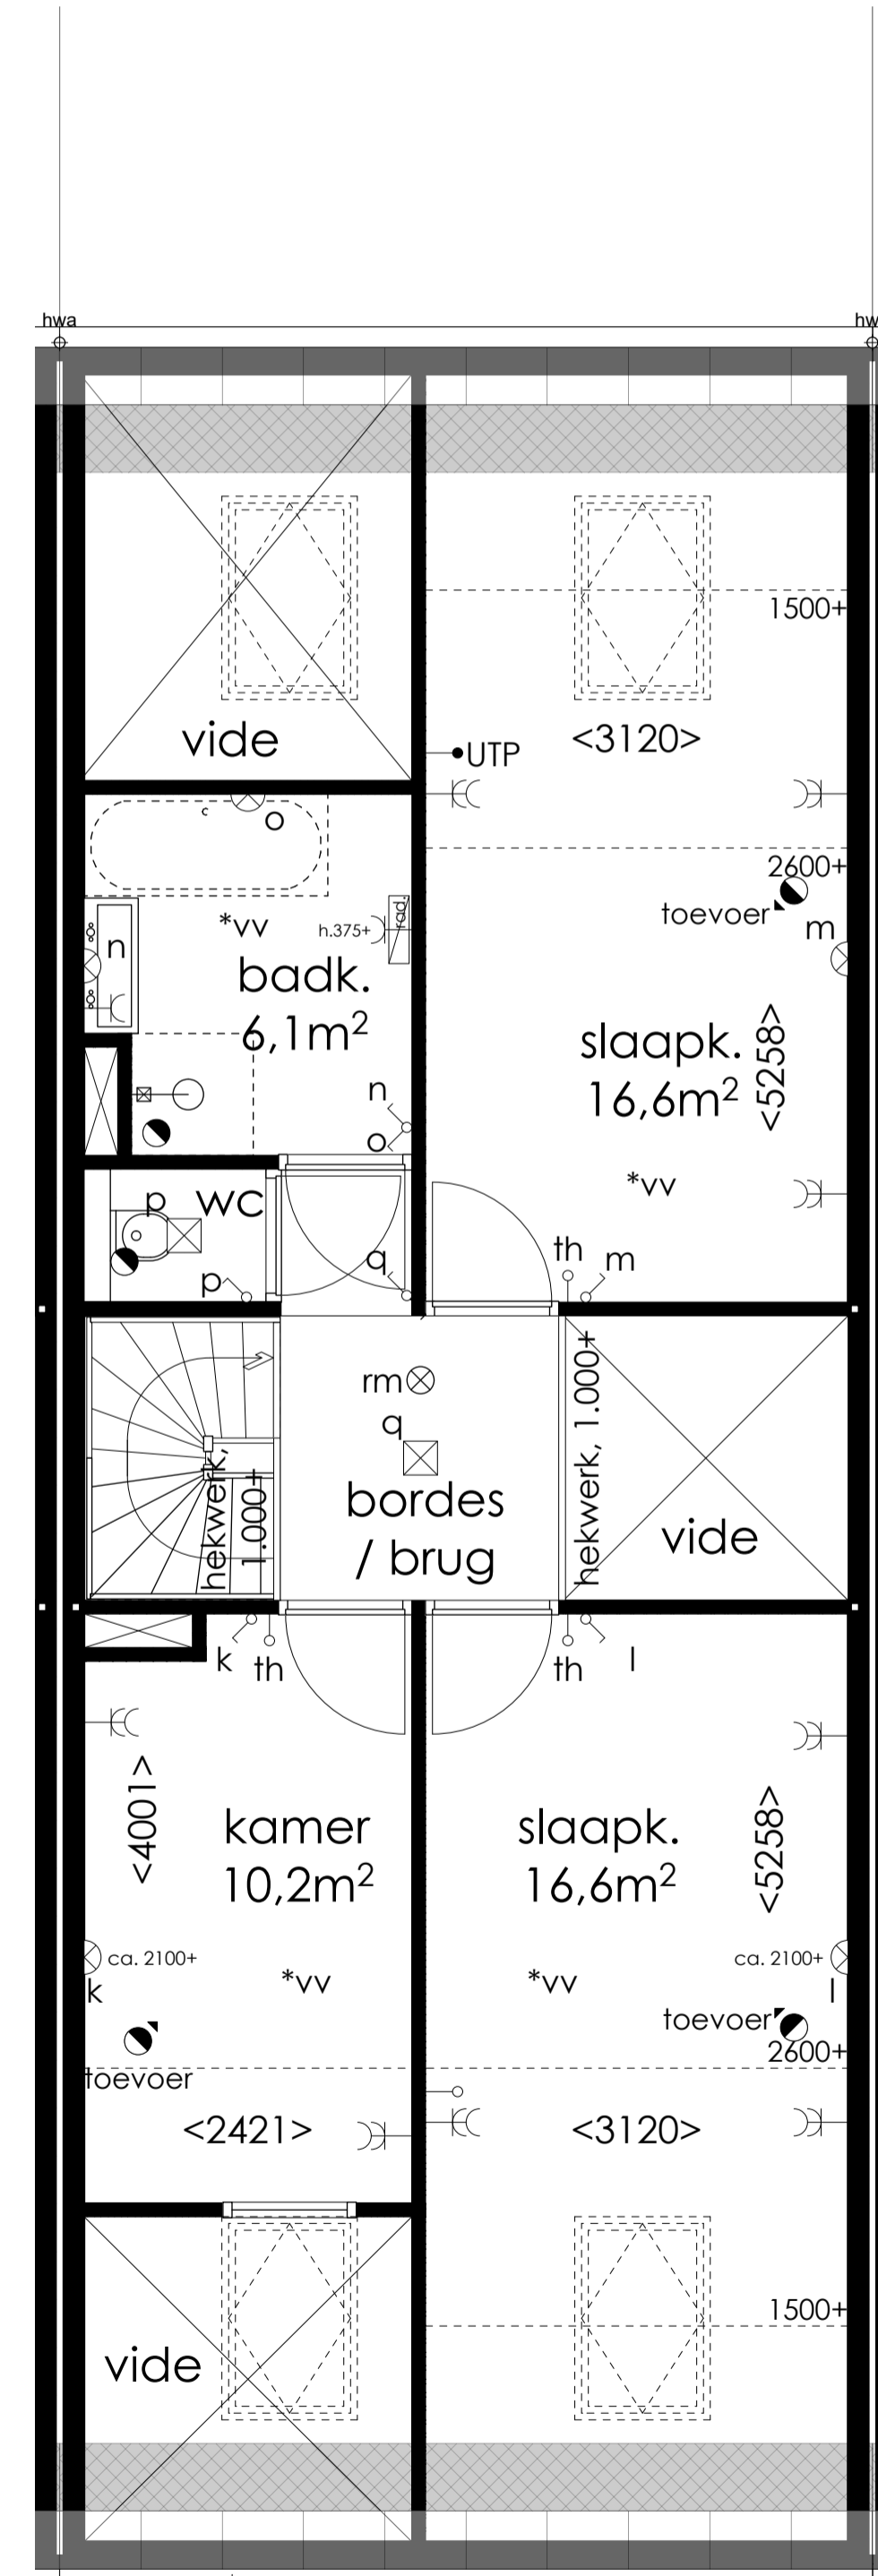 hwa
hw
1500+
vide
<3120>
UTP
2600+
toevoer
m
c
o
n
*vv
h.375+
rad.
badk.
6,1m²
slaapk.
16,6m²
<5258>
n
o
*vv
p
wc
p
q
th
m
rm
q
hekwerk,
1.000+
bordes
/ brug
hekwerk, 1.000+
vide
k
th
th
l
<4001>
kamer
10,2m²
slaapk.
16,6m²
<5258>
ca. 2100+
k
*vv
*vv
ca. 2100+
l
toevoer
2600+
toevoer
<2421>
<3120>
1500+
vide